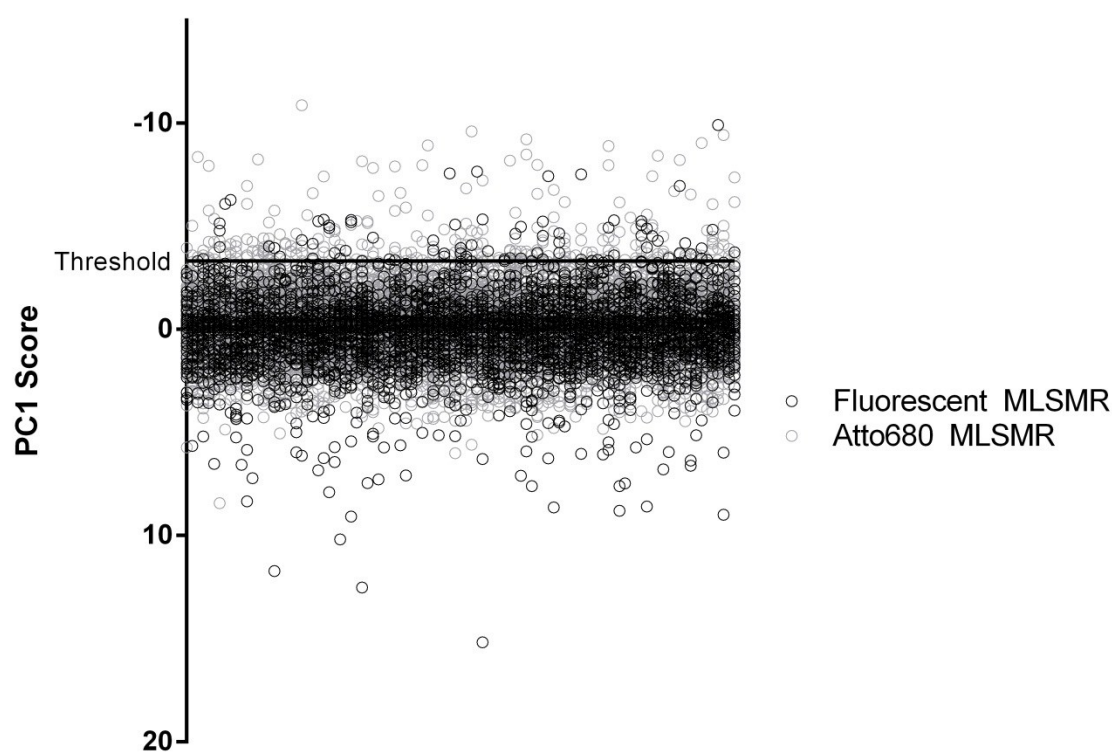 -10
Threshold
0
PC1 Score
10
20
Fluorescent MLSMR
Atto680 MLSMR